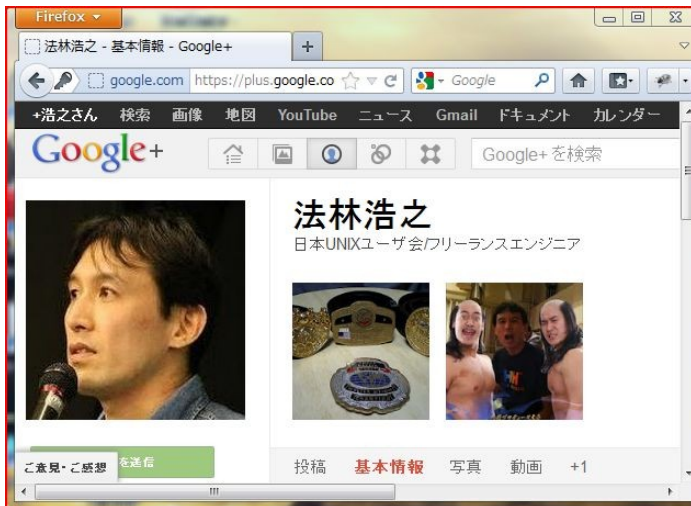 Firefox
法林浩之 - 基本情報 - Google+
google.com https://plus.google.co Google
+浩之さん 検索 画像 地図 YouTube ニュース Gmail ドキュメント カレンダー
Google+ Google+ を検索
法林浩之
日本UNIXユーザ会/フリーランスエンジニア
ご意見・ご感想 を送信
投稿 基本情報 写真 動画 +1